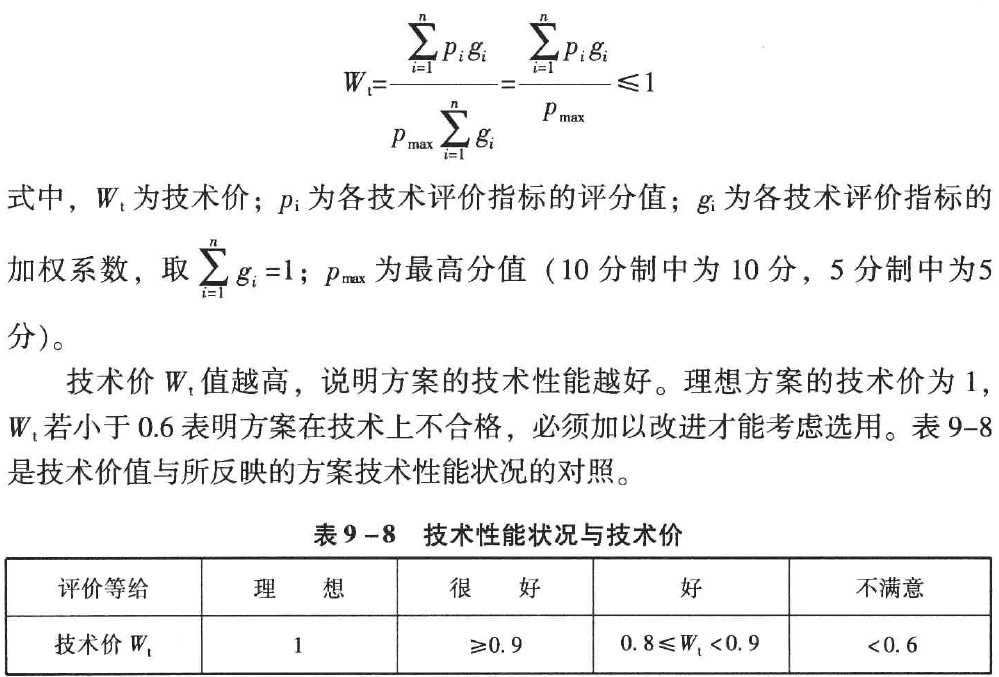 W_t = \frac{\sum_{i=1}^{n} p_i g_i}{p_{max} \sum_{i=1}^{n} g_i} = \frac{\sum_{i=1}^{n} p_i g_i}{p_{max}} ≤ 1
式中，W_t 为技术价；p_i 为各技术评价指标的评分值；g_i 为各技术评价指标的
加权系数，取 \sum_{i=1}^{n} g_i =1；p_{max} 为最高分值（10 分制中为 10 分，5 分制中为5
分)。
技术价 W_t 值越高，说明方案的技术性能越好。理想方案的技术价为 1，
W_t 若小于 0.6 表明方案在技术上不合格，必须加以改进才能考虑选用。表 9-8
是技术价值与所反映的方案技术性能状况的对照。
表 9-8 技术性能状况与技术价
评价等给 理 想 很 好 好 不满意
技术价 W_t 1 ≥0.9 0.8≤W_t<0.9 <0.6